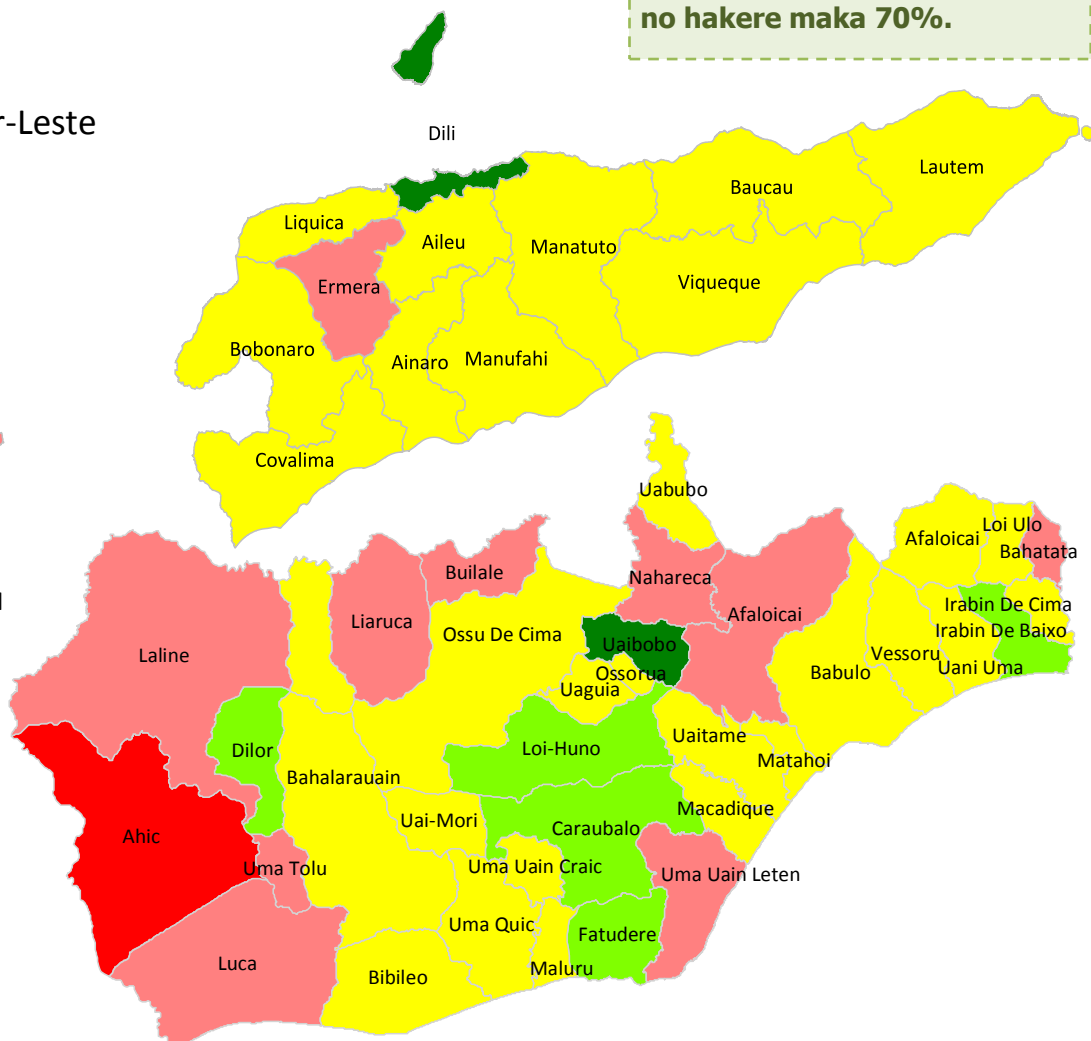 no hakere maka 70%.
r-Leste
Dili
Lautem
Baucau
Liquica
Aileu
Manatuto
Viqueque
Ermera
Bobonaro
Ainaro
Manufahi
Covalima
Uabubo
Loi Ulo
Afaloicai
Bahatata
Builale
Nahareca
Irabin De Cima
Afaloicai
Liaruca
Ossu De Cima
Irabin De Baixo
Uaibobo
Laline
Vessoru
Uani Uma
Ossorua
Babulo
Uaguia
Uaitame
Loi-Huno
Dilor
Matahoi
Bahalarauain
Macadique
Uai-Mori
Caraubalo
Ahic
Uma Tolu
Uma Uain Craic
Uma Uain Leten
Uma Quic
Fatudere
Luca
Maluru
Bibileo